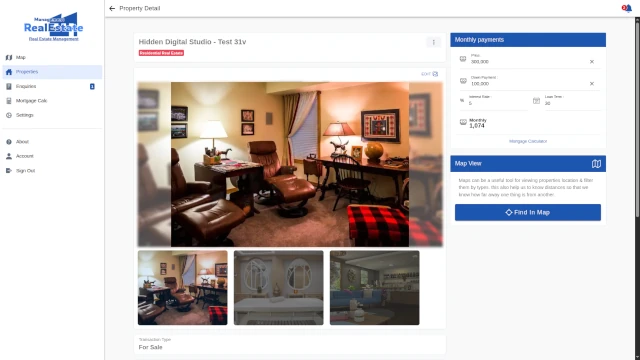 Property Detail
2
Manage
RealEstate
Real Estate Management
Map
Properties
Enquiries
Mortgage Calc
Settings
About
Account
Sign Out
Hidden Digital Studio - Test 31v
Residential Real Estate
EDIT
Transaction Type
For Sale
Monthly payments
Price
300,000
Down Payment
100,000
Interest Rate
5
Loan Term
30
Monthly
1,074
Mortgage Calculator
Map View
Maps can be a useful tool for viewing properties location & filter
them by types. this also help us to know distances so that we
know how far away one thing is from another.
Find In Map